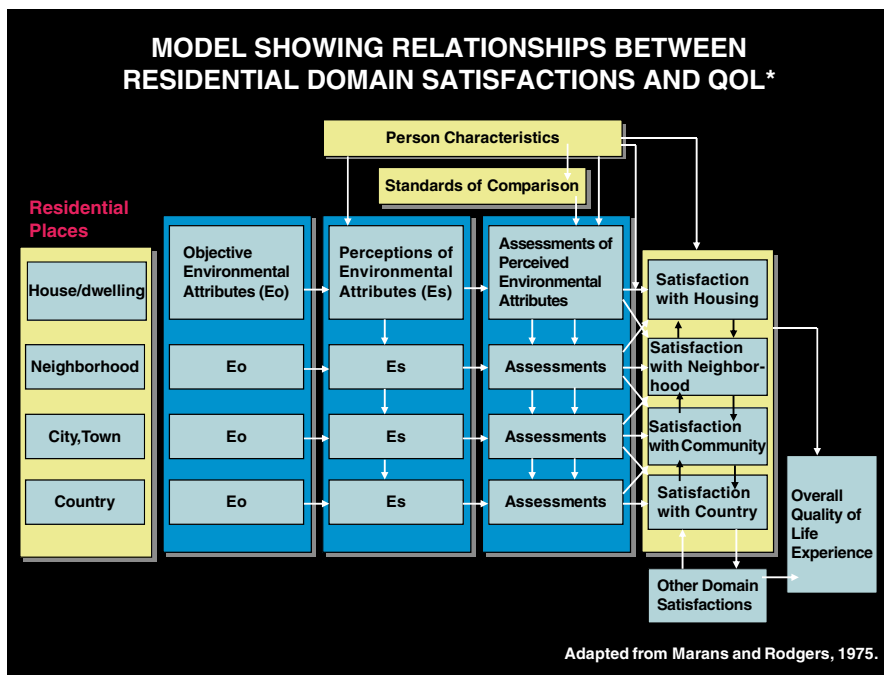 MODEL SHOWING RELATIONSHIPS BETWEEN
RESIDENTIAL DOMAIN SATISFACTIONS AND QOL*
Person Characteristics
Standards of Comparison
Residential
Places
House/dwelling
Neighborhood
City,Town
Country
Objective
Environmental
Attributes (Eo)
Eo
Eo
Eo
Perceptions of
Environmental
Attributes (Es)
Es
Es
Es
Assessments of
Perceived
Environmental
Attributes
Assessments
Assessments
Assessments
Satisfaction
with Housing
Satisfaction
with Neighbor-
hood
Satisfaction
with Community
Satisfaction
with Country
Other Domain
Satisfactions
Overall
Quality of
Life
Experience
Adapted from Marans and Rodgers, 1975.